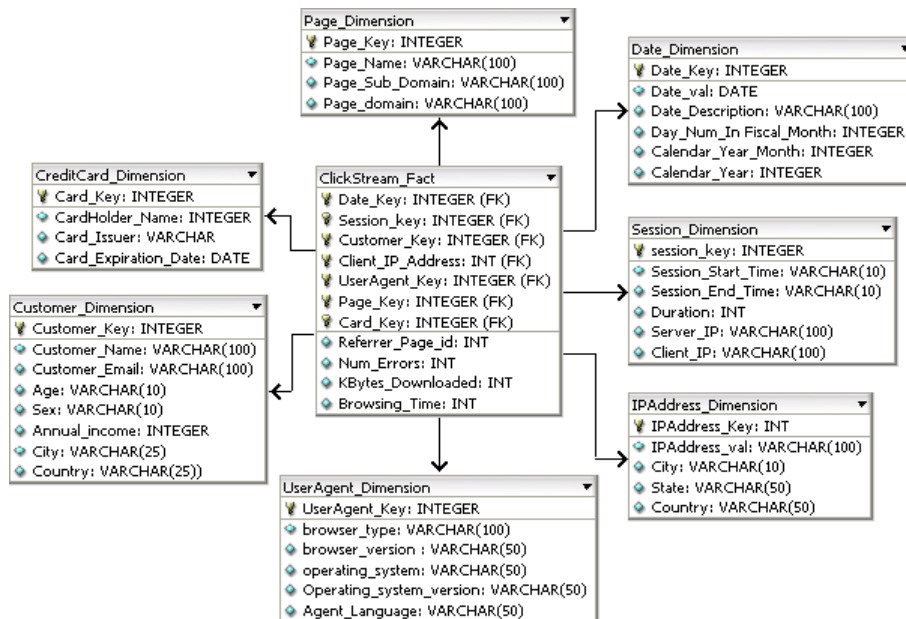 Page_Dimension
Page_Key: INTEGER
Page_Name: VARCHAR(100)
Page_Sub_Domain: VARCHAR(100)
Page_domain: VARCHAR(100)
Date_Dimension
Date_Key: INTEGER
Date_val: DATE
Date_Description: VARCHAR(100)
Day_Num_In Fiscal_Month: INTEGER
Calendar_Year_Month: INTEGER
Calendar_Year: INTEGER
CreditCard_Dimension
Card_Key: INTEGER
CardHolder_Name: INTEGER
Card_Issuer: VARCHAR
Card_Expiration_Date: DATE
ClickStream_Fact
Date_Key: INTEGER (FK)
Session_key: INTEGER (FK)
Customer_Key: INTEGER (FK)
Client_IP_Address: INT (FK)
UserAgent_Key: INTEGER (FK)
Page_Key: INTEGER (FK)
Card_Key: INTEGER (FK)
Referrer_Page_id: INT
Num_Errors: INT
KBytes_Downloaded: INT
Browsing_Time: INT
Session_Dimension
session_key: INTEGER
Session_Start_Time: VARCHAR(10)
Session_End_Time: VARCHAR(10)
Duration: INT
Server_IP: VARCHAR(100)
Client_IP: VARCHAR(100)
Customer_Dimension
Customer_Key: INTEGER
Customer_Name: VARCHAR(100)
Customer_Email: VARCHAR(100)
Age: VARCHAR(10)
Sex: VARCHAR(10)
Annual_income: INTEGER
City: VARCHAR(25)
Country: VARCHAR(25))
IPAddress_Dimension
IPAddress_Key: INT
IPAddress_val: VARCHAR(100)
City: VARCHAR(10)
State: VARCHAR(50)
Country: VARCHAR(50)
UserAgent_Dimension
UserAgent_Key: INTEGER
browser_type: VARCHAR(100)
browser_version : VARCHAR(50)
operating_system: VARCHAR(50)
Operating_system_version: VARCHAR(50)
Agent_Language: VARCHAR(50)